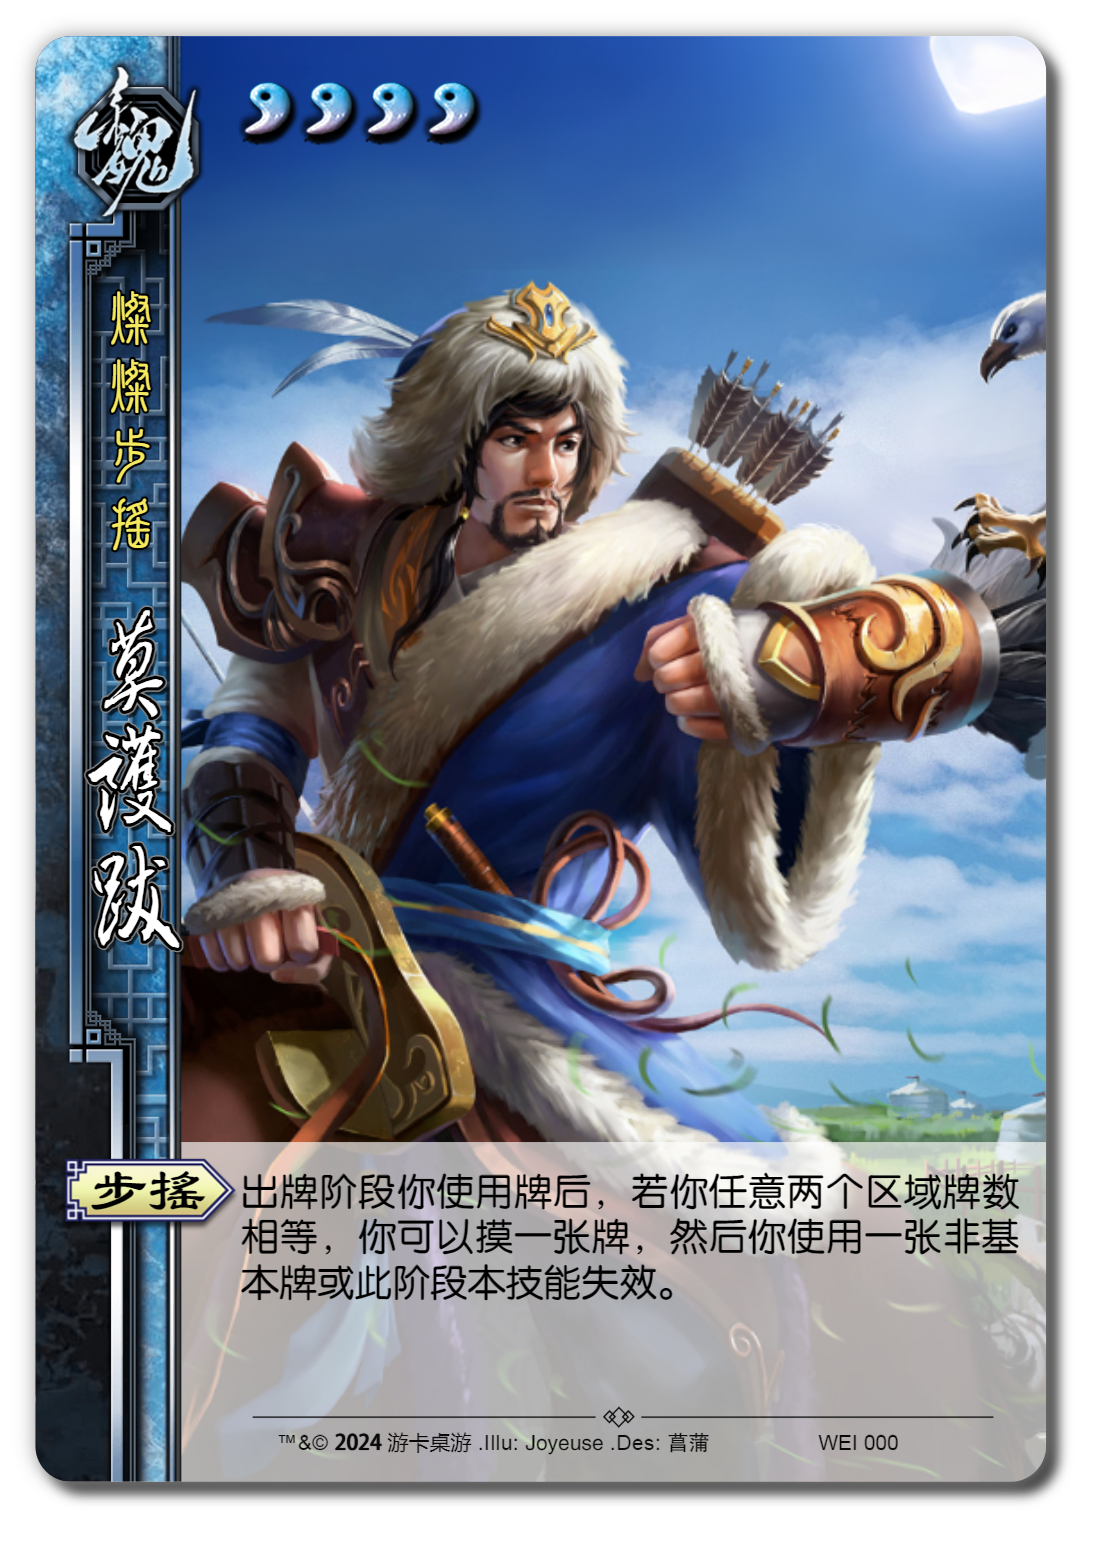 魏
燦燦步摇
莫護跋
步摇
出牌阶段你使用牌后，若你任意两个区域牌数
相等，你可以摸一张牌，然后你使用一张非基
本牌或此阶段本技能失效。
™&© 2024 游卡桌游 .Illu: Joyeuse .Des: 菖蒲 WEI 000